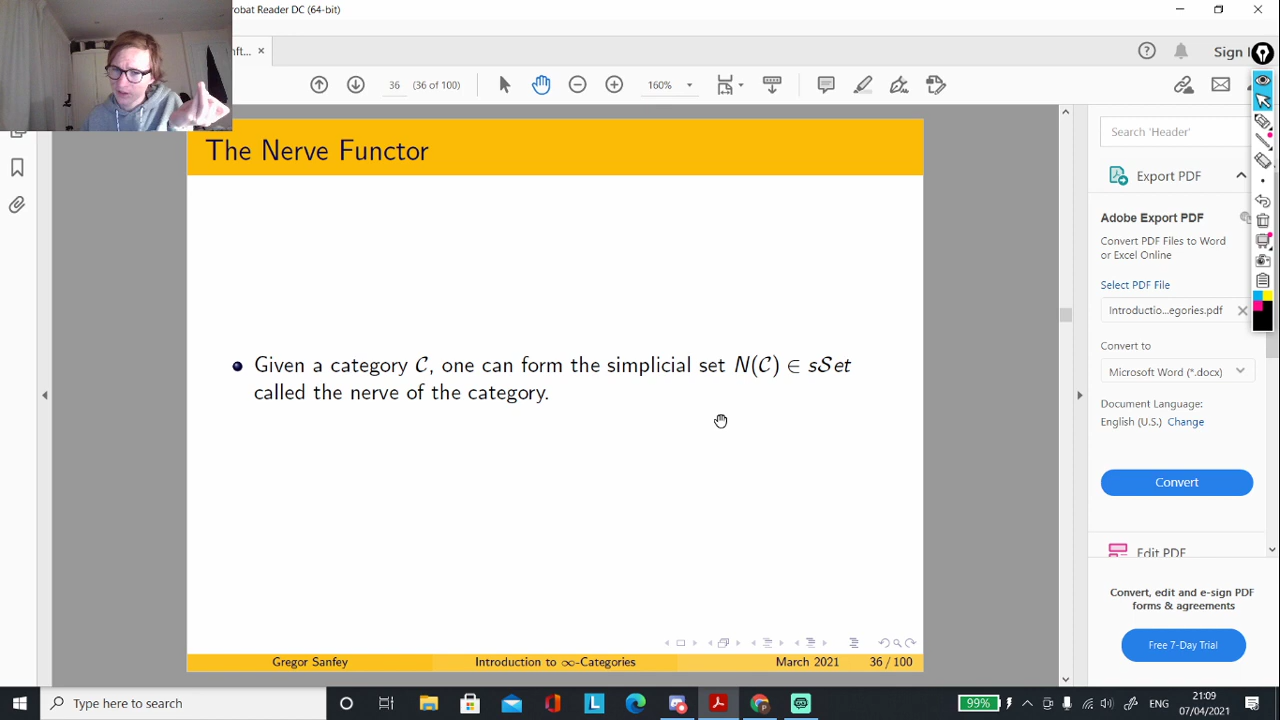 crobat Reader DC (64-bit)
nft...
36 (36 of 100)
160%
Sign I
The Nerve Functor
Given a category C, one can form the simplicial set N(C) ∈ sSet
called the nerve of the category.
Gregor Sanfey Introduction to ∞-Categories March 2021 36 / 100
Search 'Header'
Export PDF
Adobe Export PDF
Convert PDF Files to Word
or Excel Online
Select PDF File
Introductio...egories.pdf
Convert to
Microsoft Word (*.docx)
Document Language:
English (U.S.) Change
Convert
Edit PDF
Convert, edit and e-sign PDF
forms & agreements
Free 7-Day Trial
Type here to search
99%
ENG
21:09
07/04/2021